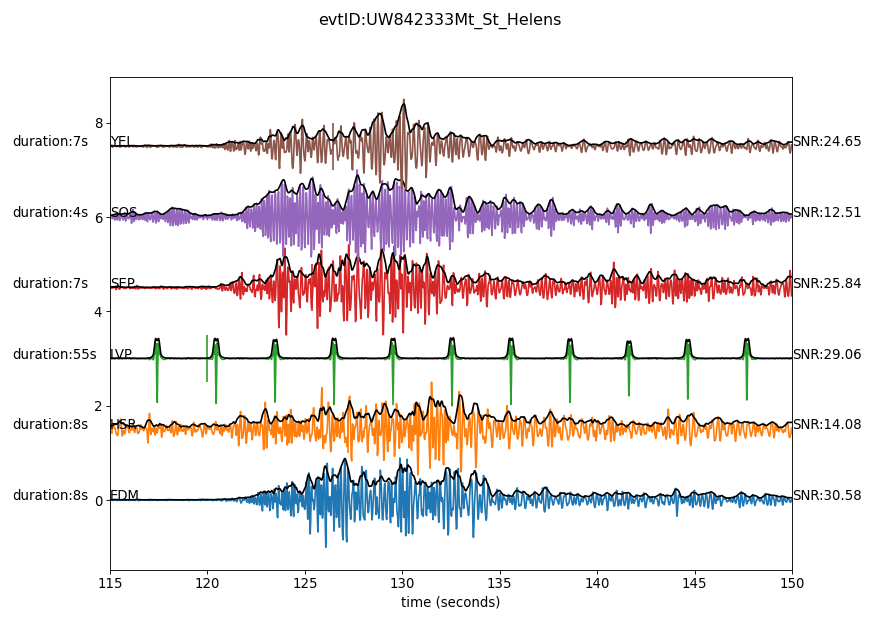 evtID:UW842333Mt_St_Helens
8
duration:7s YEL SNR:24.65
duration:4s SOS SNR:12.51
6
duration:7s SEP SNR:25.84
4
duration:55s LVP SNR:29.06
2
duration:8s HSR SNR:14.08
duration:8s EDM SNR:30.58
0
115 120 125 130 135 140 145 150
time (seconds)